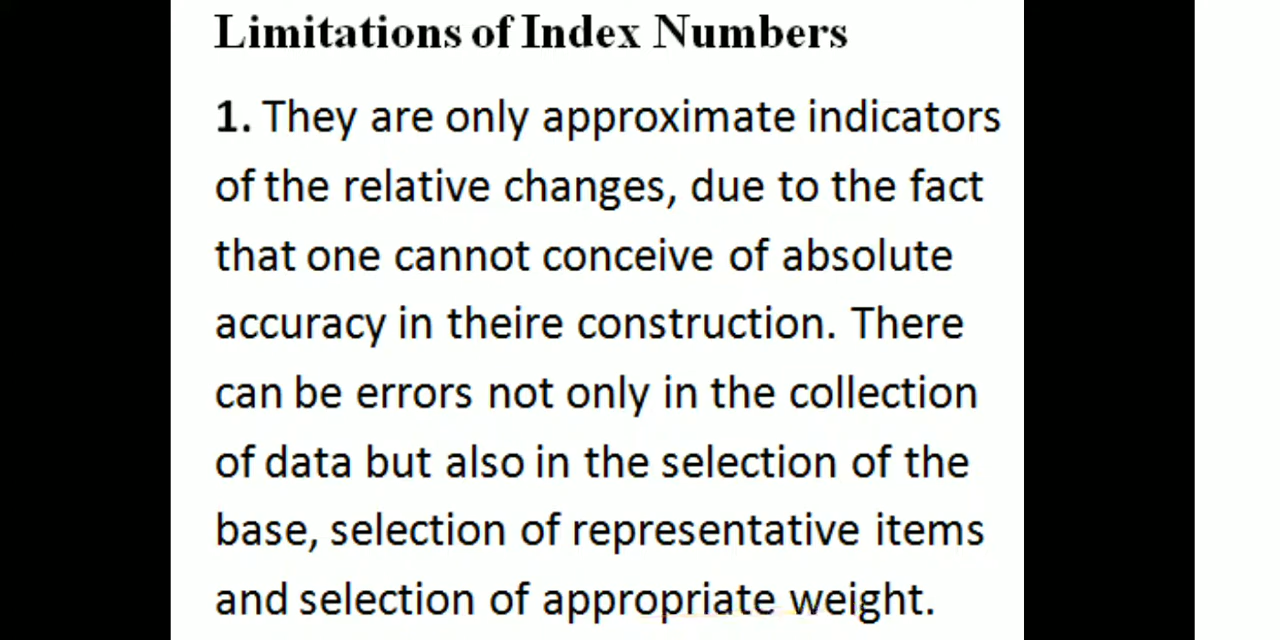 Limitations of Index Numbers
1. They are only approximate indicators
of the relative changes, due to the fact
that one cannot conceive of absolute
accuracy in theire construction. There
can be errors not only in the collection
of data but also in the selection of the
base, selection of representative items
and selection of appropriate weight.